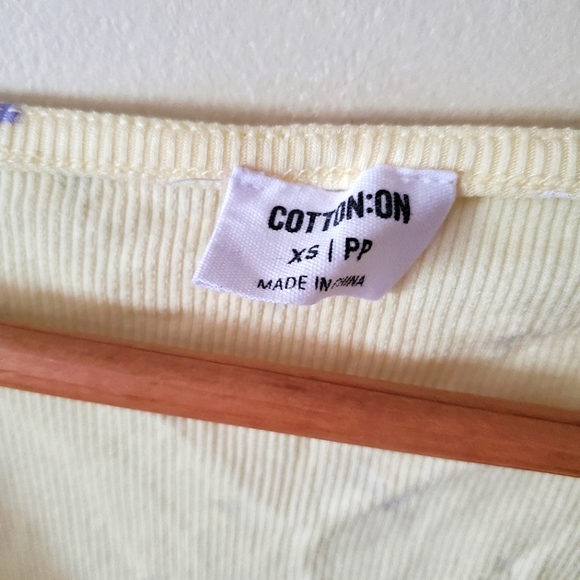 COTTON:ON
XS | PP
MADE IN CHINA